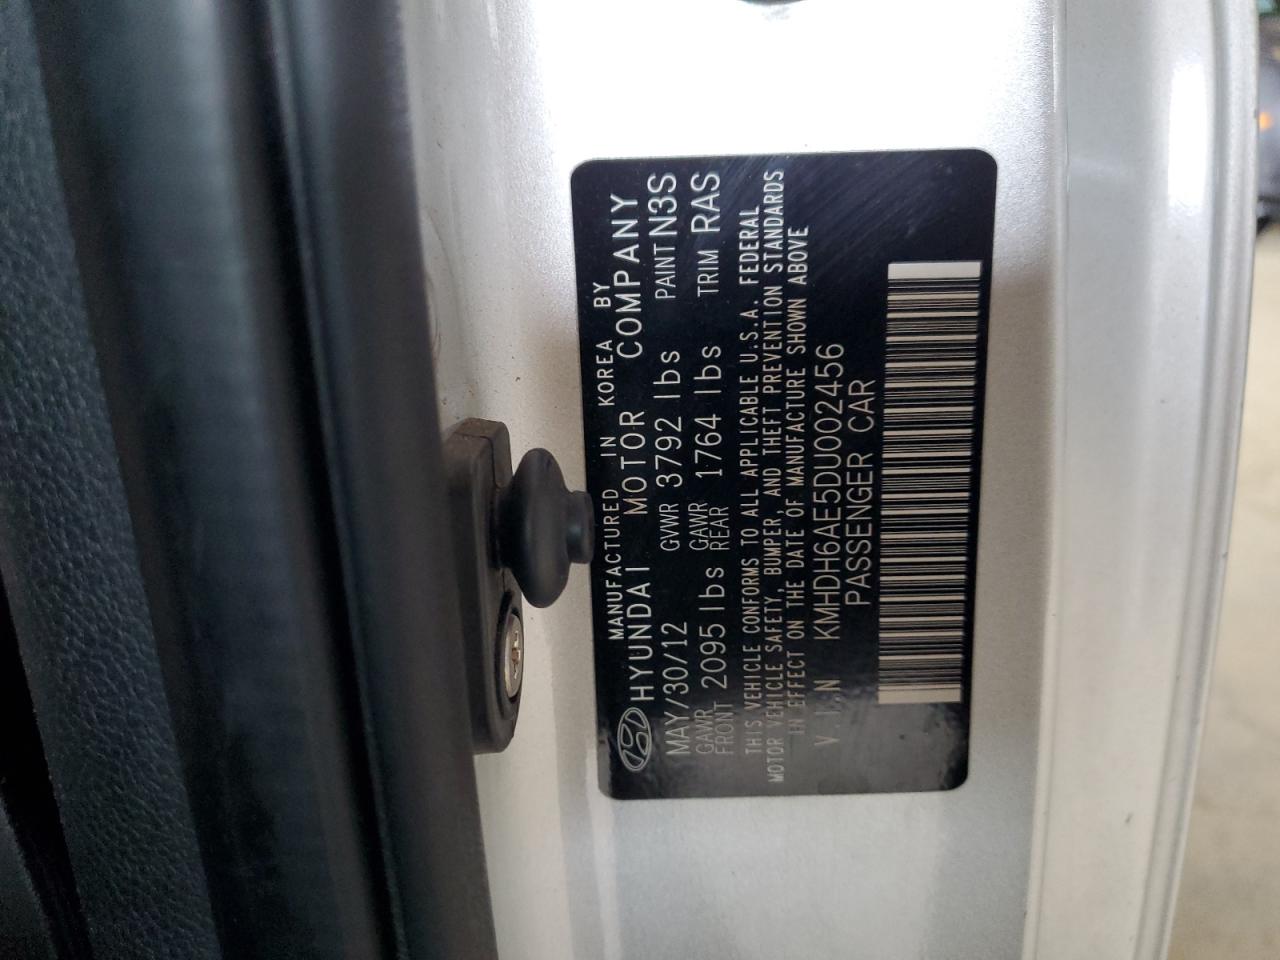 MANUFACTURED IN KOREA BY
HYUNDAI MOTOR COMPANY
MAY/30/12 GVWR 3792 lbs PAINT N3S
GAWR FRONT 2095 lbs GAWR REAR 1764 lbs TRIM RAS
THIS VEHICLE CONFORMS TO ALL APPLICABLE U.S.A. FEDERAL
MOTOR VEHICLE SAFETY, BUMPER, AND THEFT PREVENTION STANDARDS
IN EFFECT ON THE DATE OF MANUFACTURE SHOWN ABOVE
V.I.N KMHDH6AE5DU002456
PASSENGER CAR